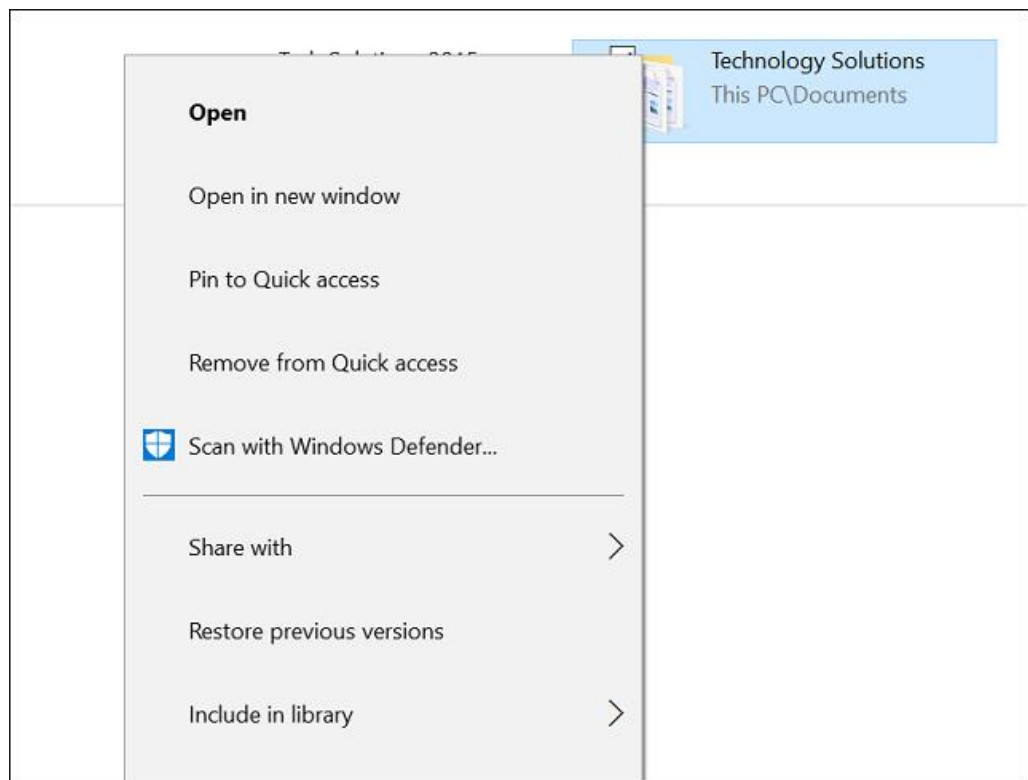 Technology Solutions
This PC\Documents
Open
Open in new window
Pin to Quick access
Remove from Quick access
Scan with Windows Defender...
Share with
Restore previous versions
Include in library